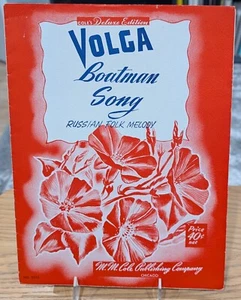 COLE'S Deluxe Edition
VOLGA
Boatman
Song
RUSSIAN FOLK MELODY
Price
40¢
NET
M. M. Cole Publishing Company
CHICAGO